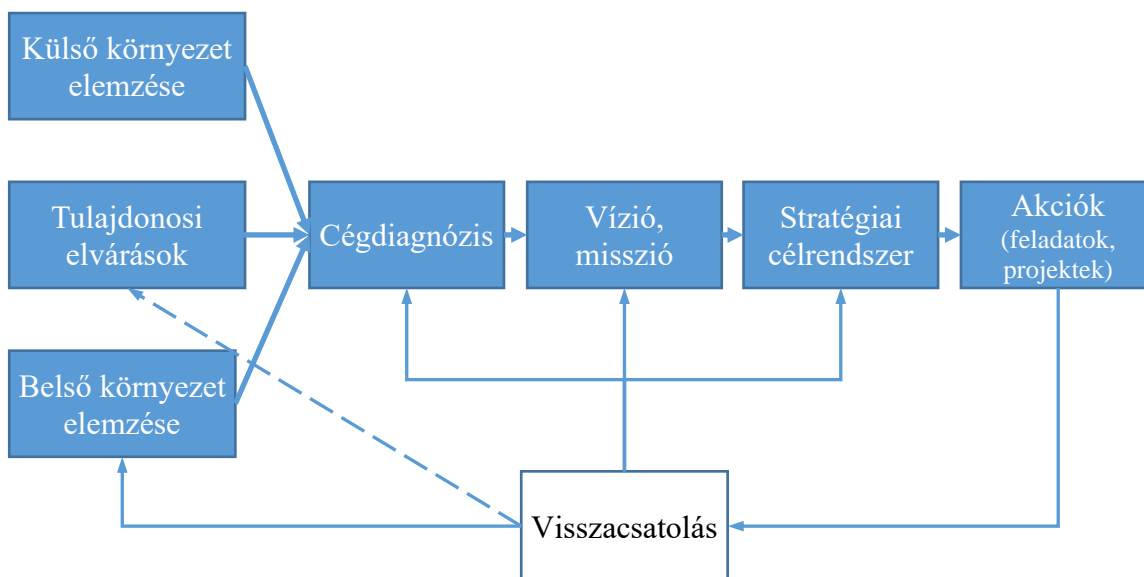 Külső környezet
elemzése
Tulajdonosi
elvárások
Belső környezet
elemzése
Cégdiagnózis
Vízió,
misszió
Stratégiai
célrendszer
Akciók
(feladatok,
projektek)
Visszacsatolás